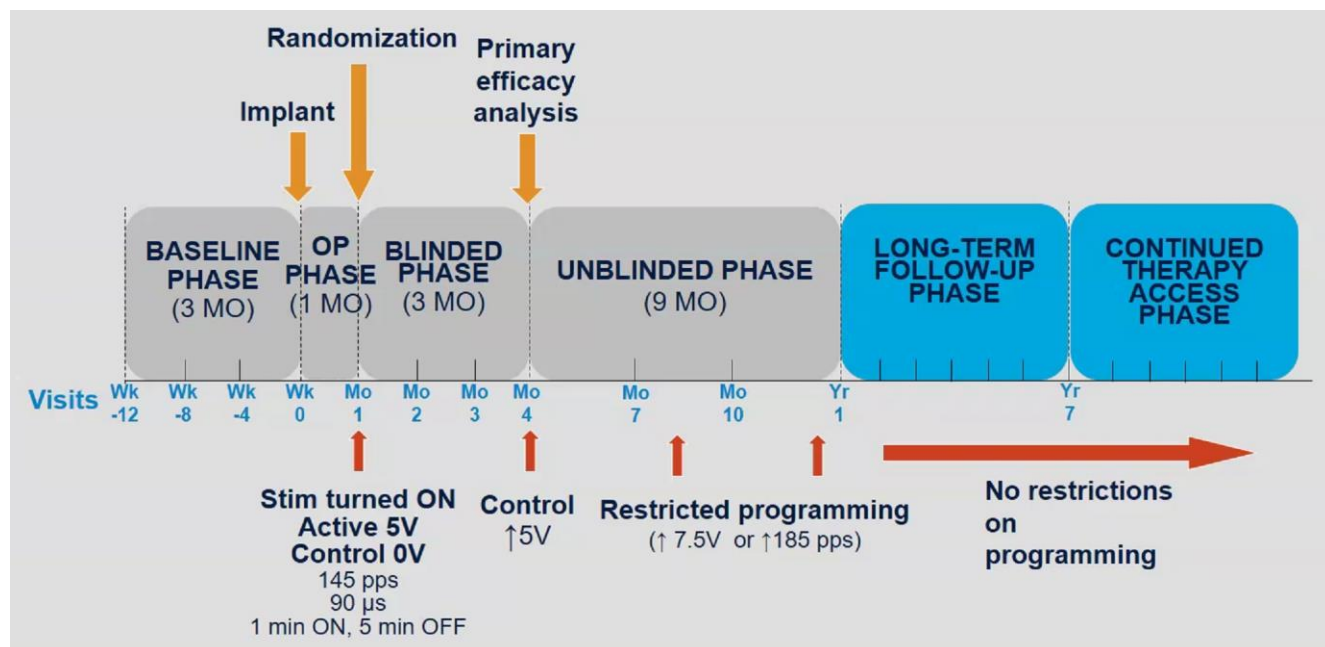 Randomization
Primary
efficacy
analysis
Implant
BASELINE
PHASE
(3 MO)
OP
PHASE
(1 MO)
BLINDED
PHASE
(3 MO)
UNBLINDED PHASE
(9 MO)
LONG-TERM
FOLLOW-UP
PHASE
CONTINUED
THERAPY
ACCESS
PHASE
Visits
Wk
-12
Wk
-8
Wk
-4
Wk
0
Mo
1
Mo
2
Mo
3
Mo
4
Mo
7
Mo
10
Yr
1
Yr
7
Stim turned ON
Active 5V
Control 0V
145 pps
90 µs
1 min ON, 5 min OFF
Control
↑5V
Restricted programming
(↑ 7.5V or ↑185 pps)
No restrictions
on
programming